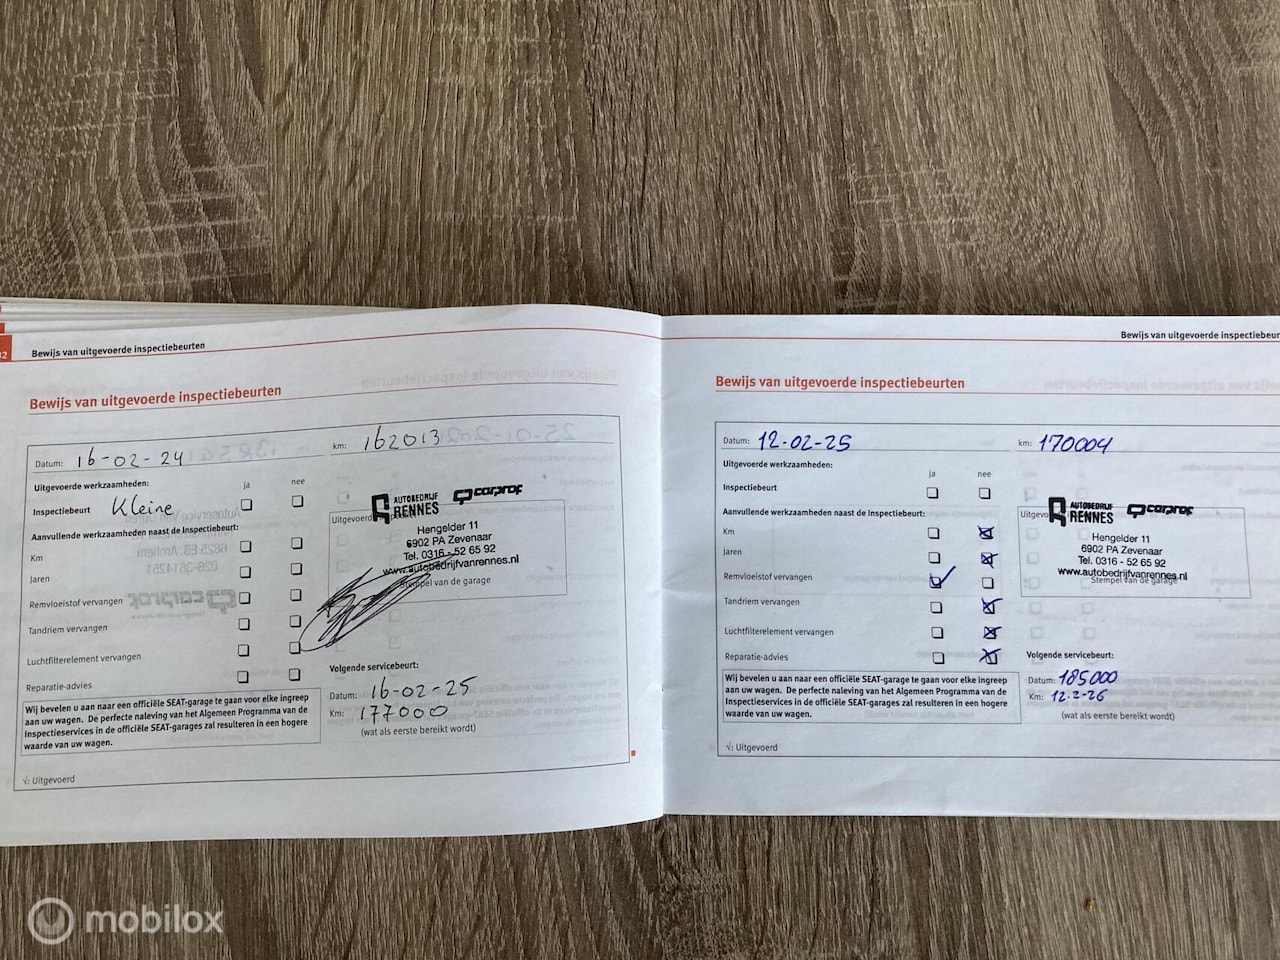 32
Bewijs van uitgevoerde inspectiebeurten
Bewijs van uitgevoerde inspectiebeurten
Datum: 16-02-24
km: 162013
Uitgevoerde werkzaamheden:
ja
nee
Inspectiebeurt Kleine
Aanvullende werkzaamheden naast de Inspectiebeurt:
Km
Jaren
Remvloeistof vervangen
Tandriem vervangen
Luchtfilterelement vervangen
Reparatie-advies
AUTOBEDRIJF
RENNES
carprof
Hengelder 11
6902 PA Zevenaar
Tel. 0316 - 52 65 92
www.autobedrijfvanrennes.nl
Stempel van de garage
Volgende servicebeurt:
Datum: 16-02-25
Km: 177000
(wat als eerste bereikt wordt)
Wij bevelen u aan naar een officiële SEAT-garage te gaan voor elke ingreep
aan uw wagen. De perfecte naleving van het Algemeen Programma van de
Inspectieservices in de officiële SEAT-garages zal resulteren in een hogere
waarde van uw wagen.
√: Uitgevoerd
Bewijs van uitgevoerde inspectiebeur
Bewijs van uitgevoerde inspectiebeurten
Datum: 12-02-25
km: 170004
Uitgevoerde werkzaamheden:
ja
nee
Inspectiebeurt
Aanvullende werkzaamheden naast de Inspectiebeurt:
Km
Jaren
Remvloeistof vervangen
Tandriem vervangen
Luchtfilterelement vervangen
Reparatie-advies
AUTOBEDRIJF
RENNES
carprof
Hengelder 11
6902 PA Zevenaar
Tel. 0316 - 52 65 92
www.autobedrijfvanrennes.nl
Stempel van de garage
Volgende servicebeurt:
Datum: 185000
Km: 12-2-26
(wat als eerste bereikt wordt)
Wij bevelen u aan naar een officiële SEAT-garage te gaan voor elke ingreep
aan uw wagen. De perfecte naleving van het Algemeen Programma van de
Inspectieservices in de officiële SEAT-garages zal resulteren in een hogere
waarde van uw wagen.
√: Uitgevoerd
mobilox